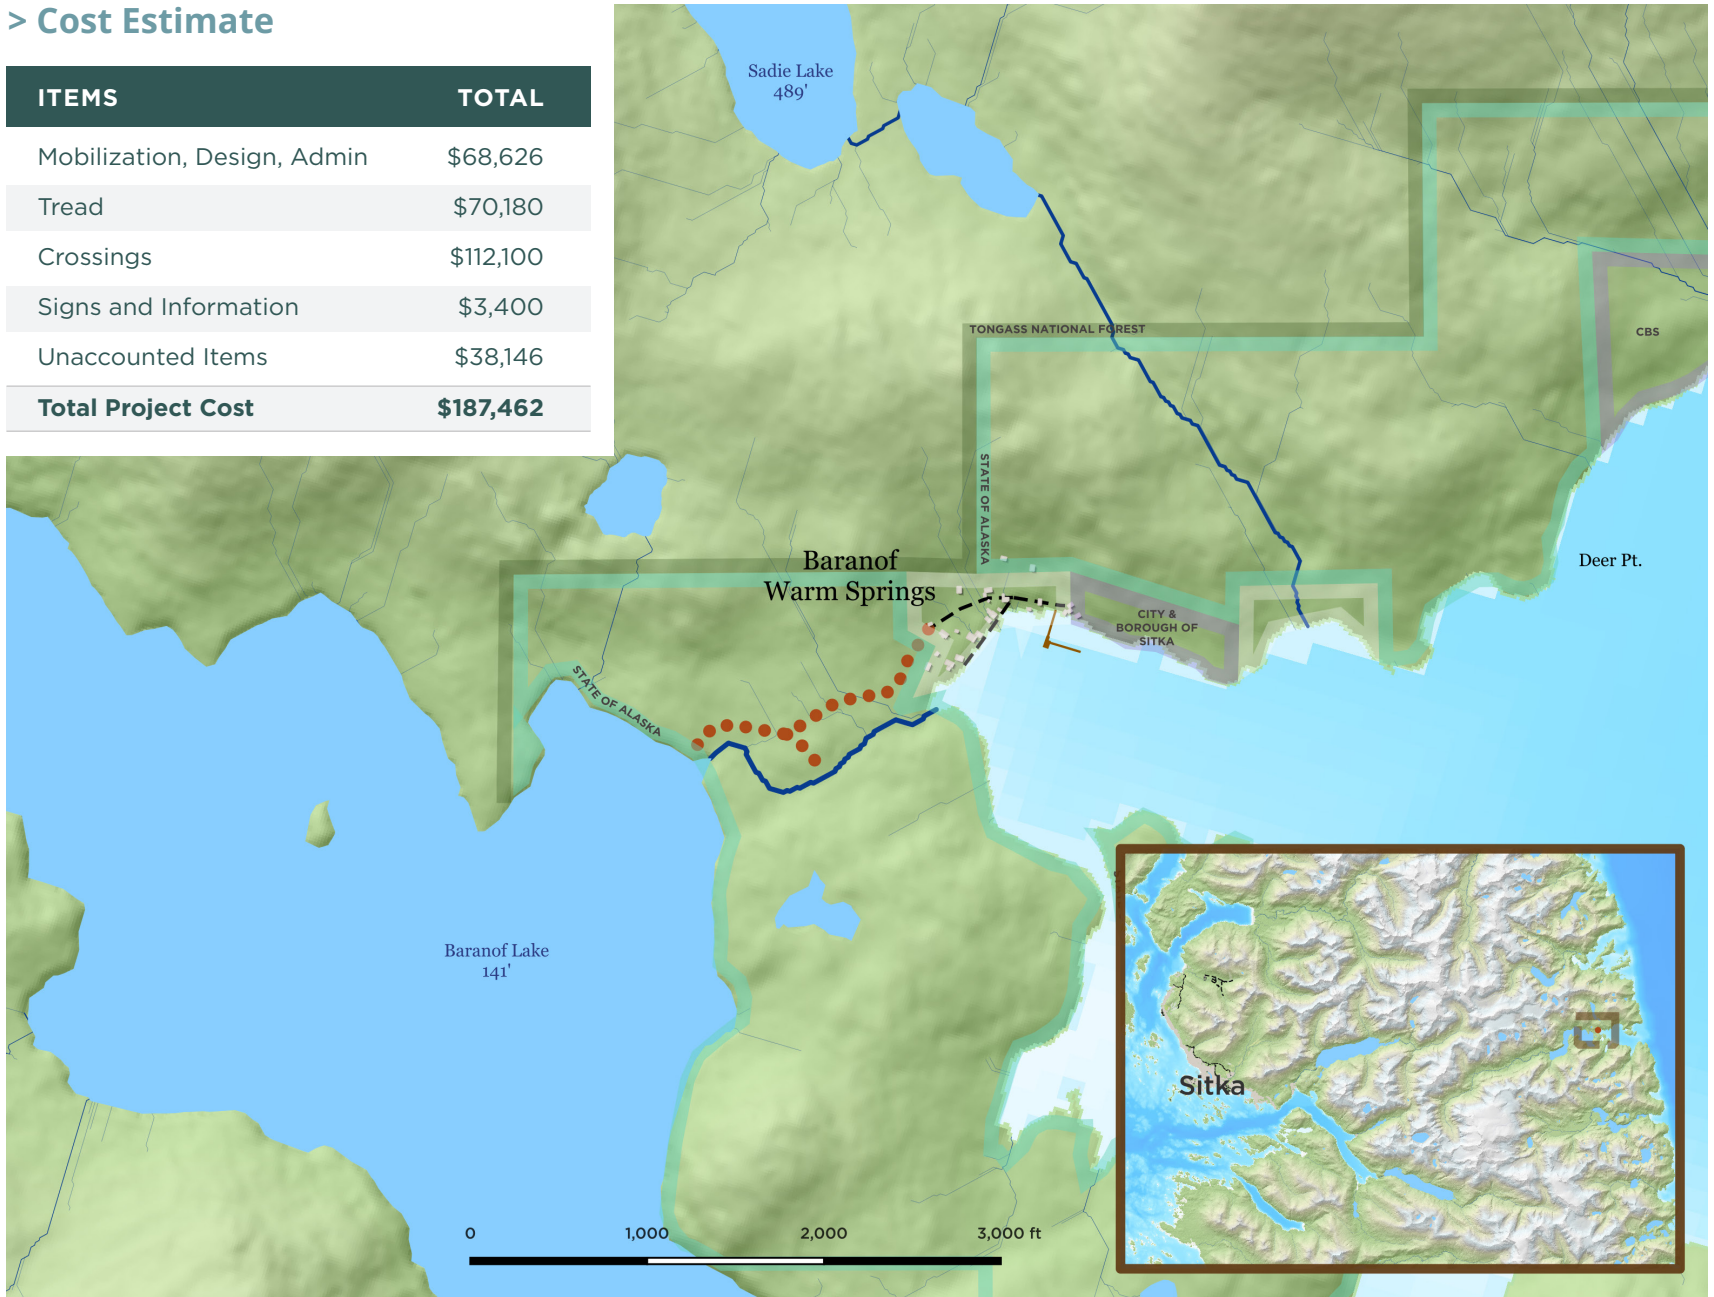 > Cost Estimate
ITEMS TOTAL
Mobilization, Design, Admin $68,626
Tread $70,180
Crossings $112,100
Signs and Information $3,400
Unaccounted Items $38,146
Total Project Cost $187,462
Sadie Lake
489'
TONGASS NATIONAL FOREST
CBS
STATE OF ALASKA
Baranof
Warm Springs
Deer Pt.
CITY &
BOROUGH OF
SITKA
STATE OF ALASKA
Baranof Lake
141'
Sitka
0 1,000 2,000 3,000 ft